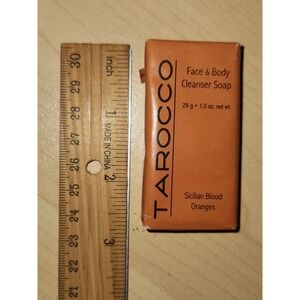 inch
30
29
28
27
26
25
24
23
22
21
1
2
3
MADE IN CHINA
TAROCCO
Face & Body
Cleanser Soap
28 g • 1.0 oz. net wt.
Sicilian Blood
Oranges